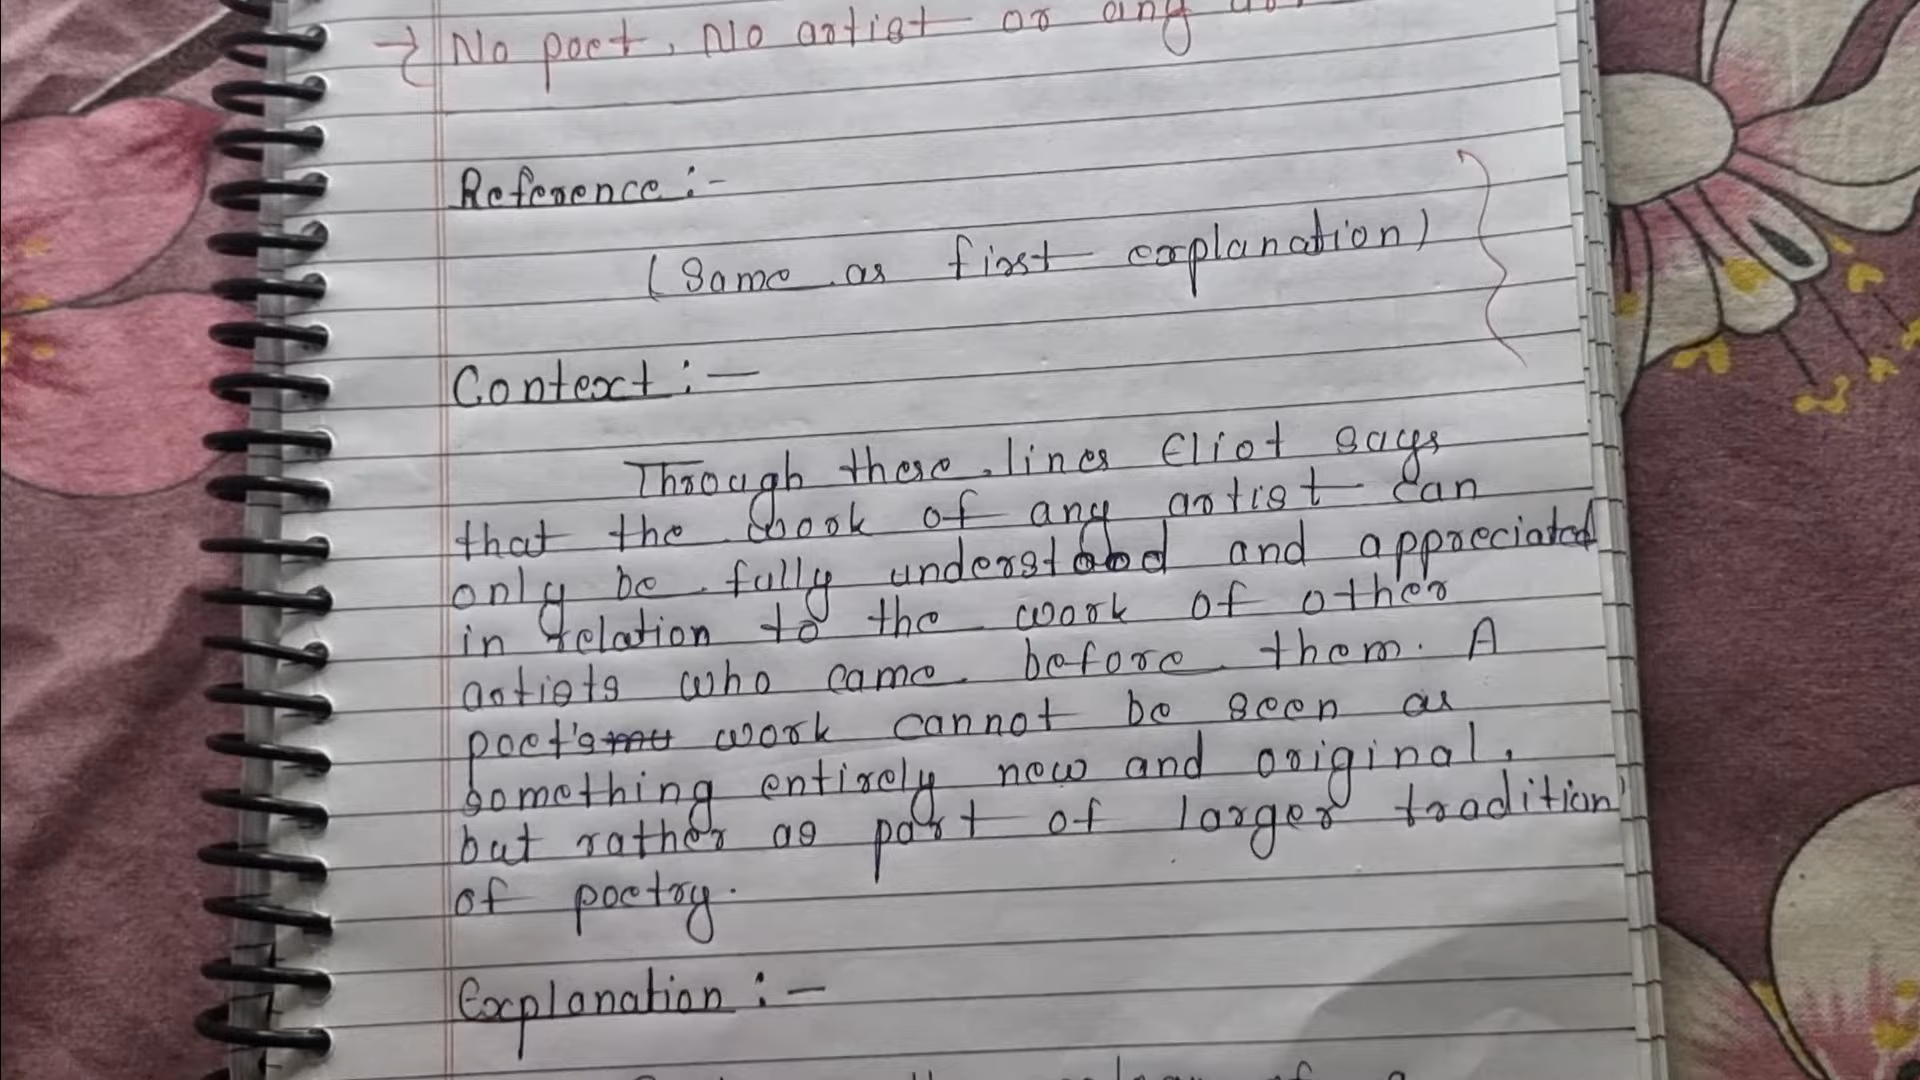 No poet, No artist or any
Reference :-
(Same as first explanation)
Context :-
Through these lines Eliot says
that the work of any artist can
only be fully understood and appreciated
in relation to the work of other
artists who came before them. A
poet's work cannot be seen as
something entirely new and original,
but rather as part of larger tradition
of poetry.
Explanation :-
of a